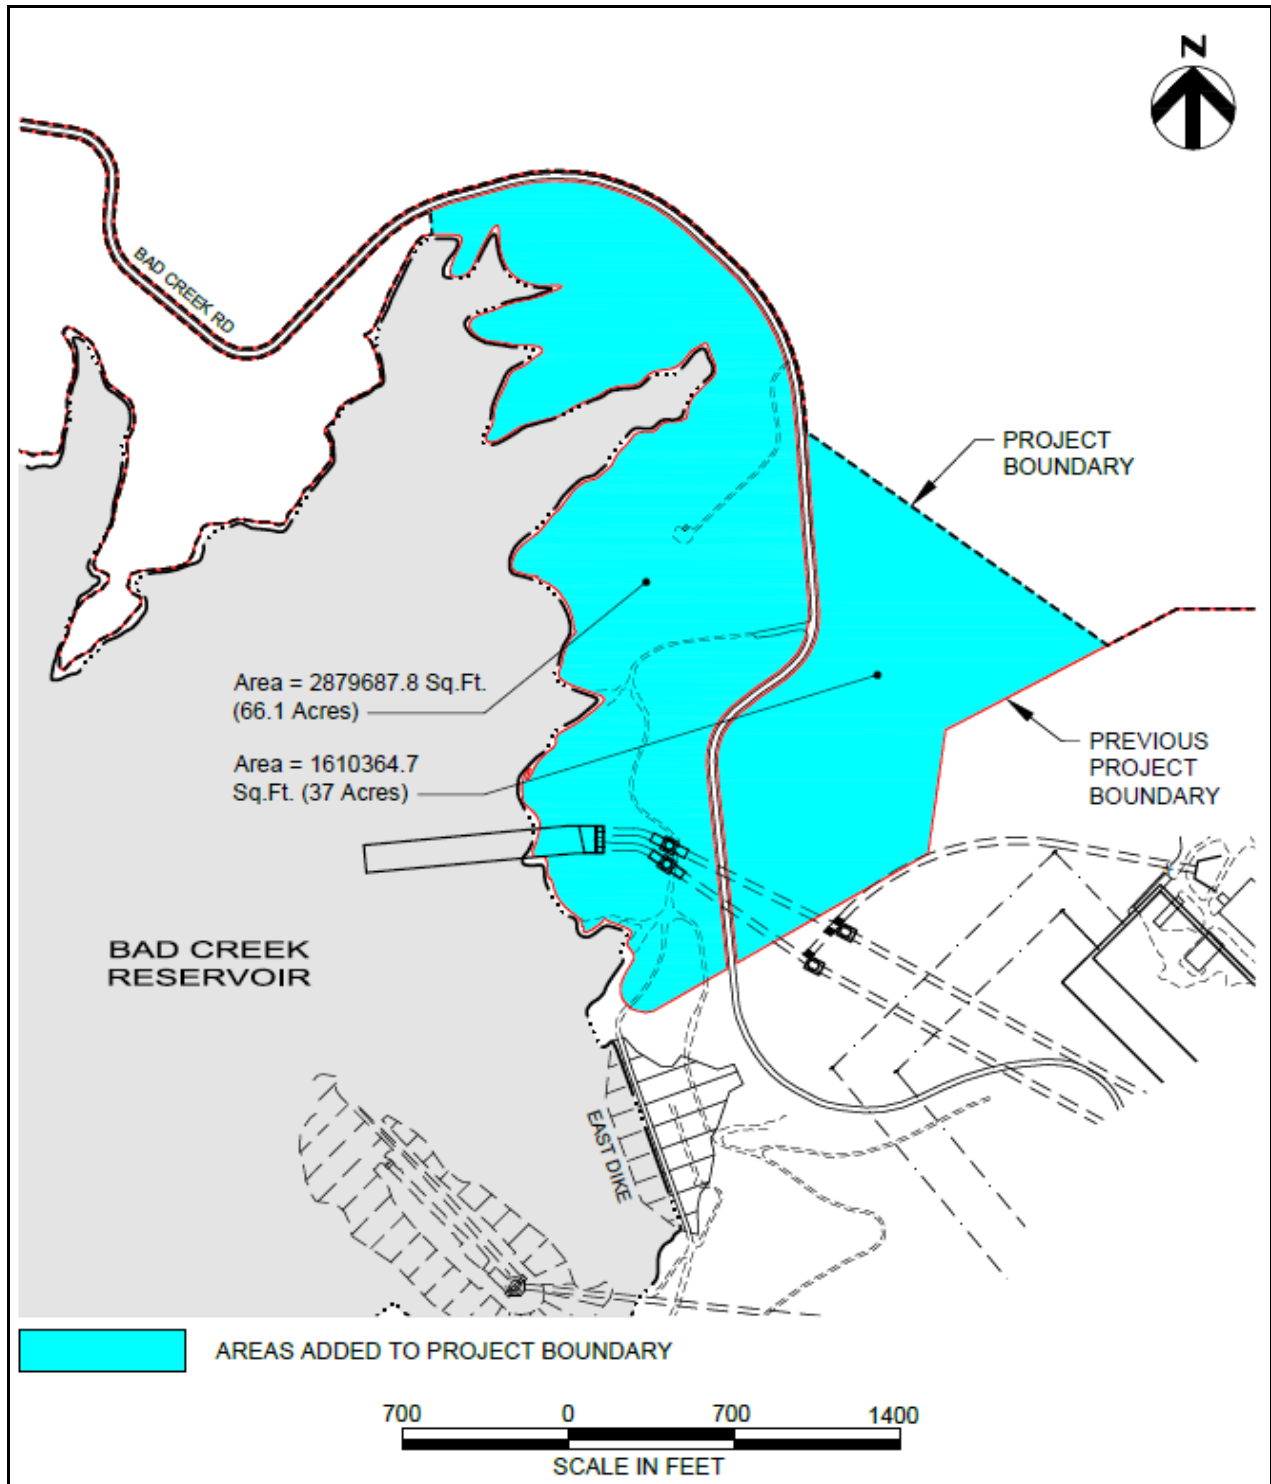 N
BAD CREEK RD
PROJECT
BOUNDARY
Area = 2879687.8 Sq.Ft.
(66.1 Acres)
Area = 1610364.7
Sq.Ft. (37 Acres)
PREVIOUS
PROJECT
BOUNDARY
BAD CREEK
RESERVOIR
EAST DIKE
AREAS ADDED TO PROJECT BOUNDARY
700 0 700 1400
SCALE IN FEET